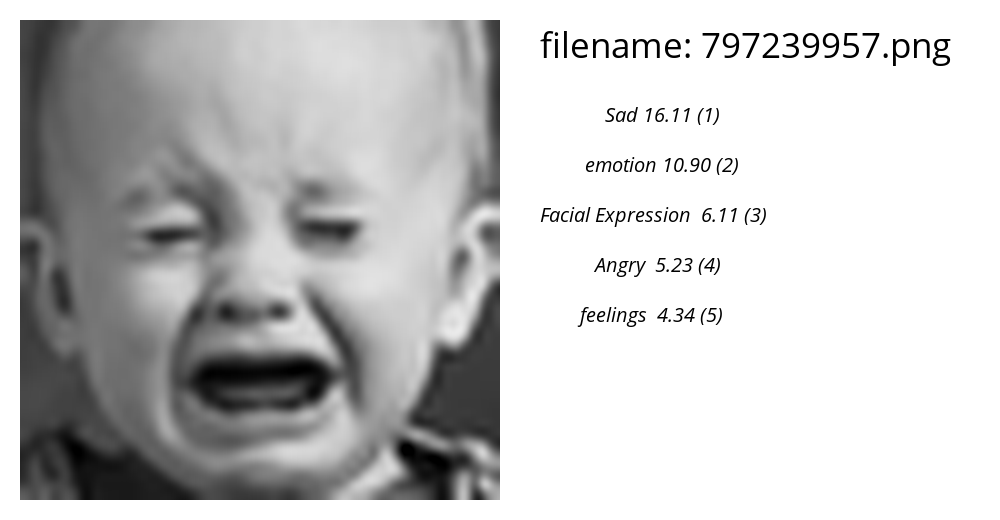 filename: 797239957.png
Sad 16.11 (1)
emotion 10.90 (2)
Facial Expression 6.11 (3)
Angry 5.23 (4)
feelings 4.34 (5)